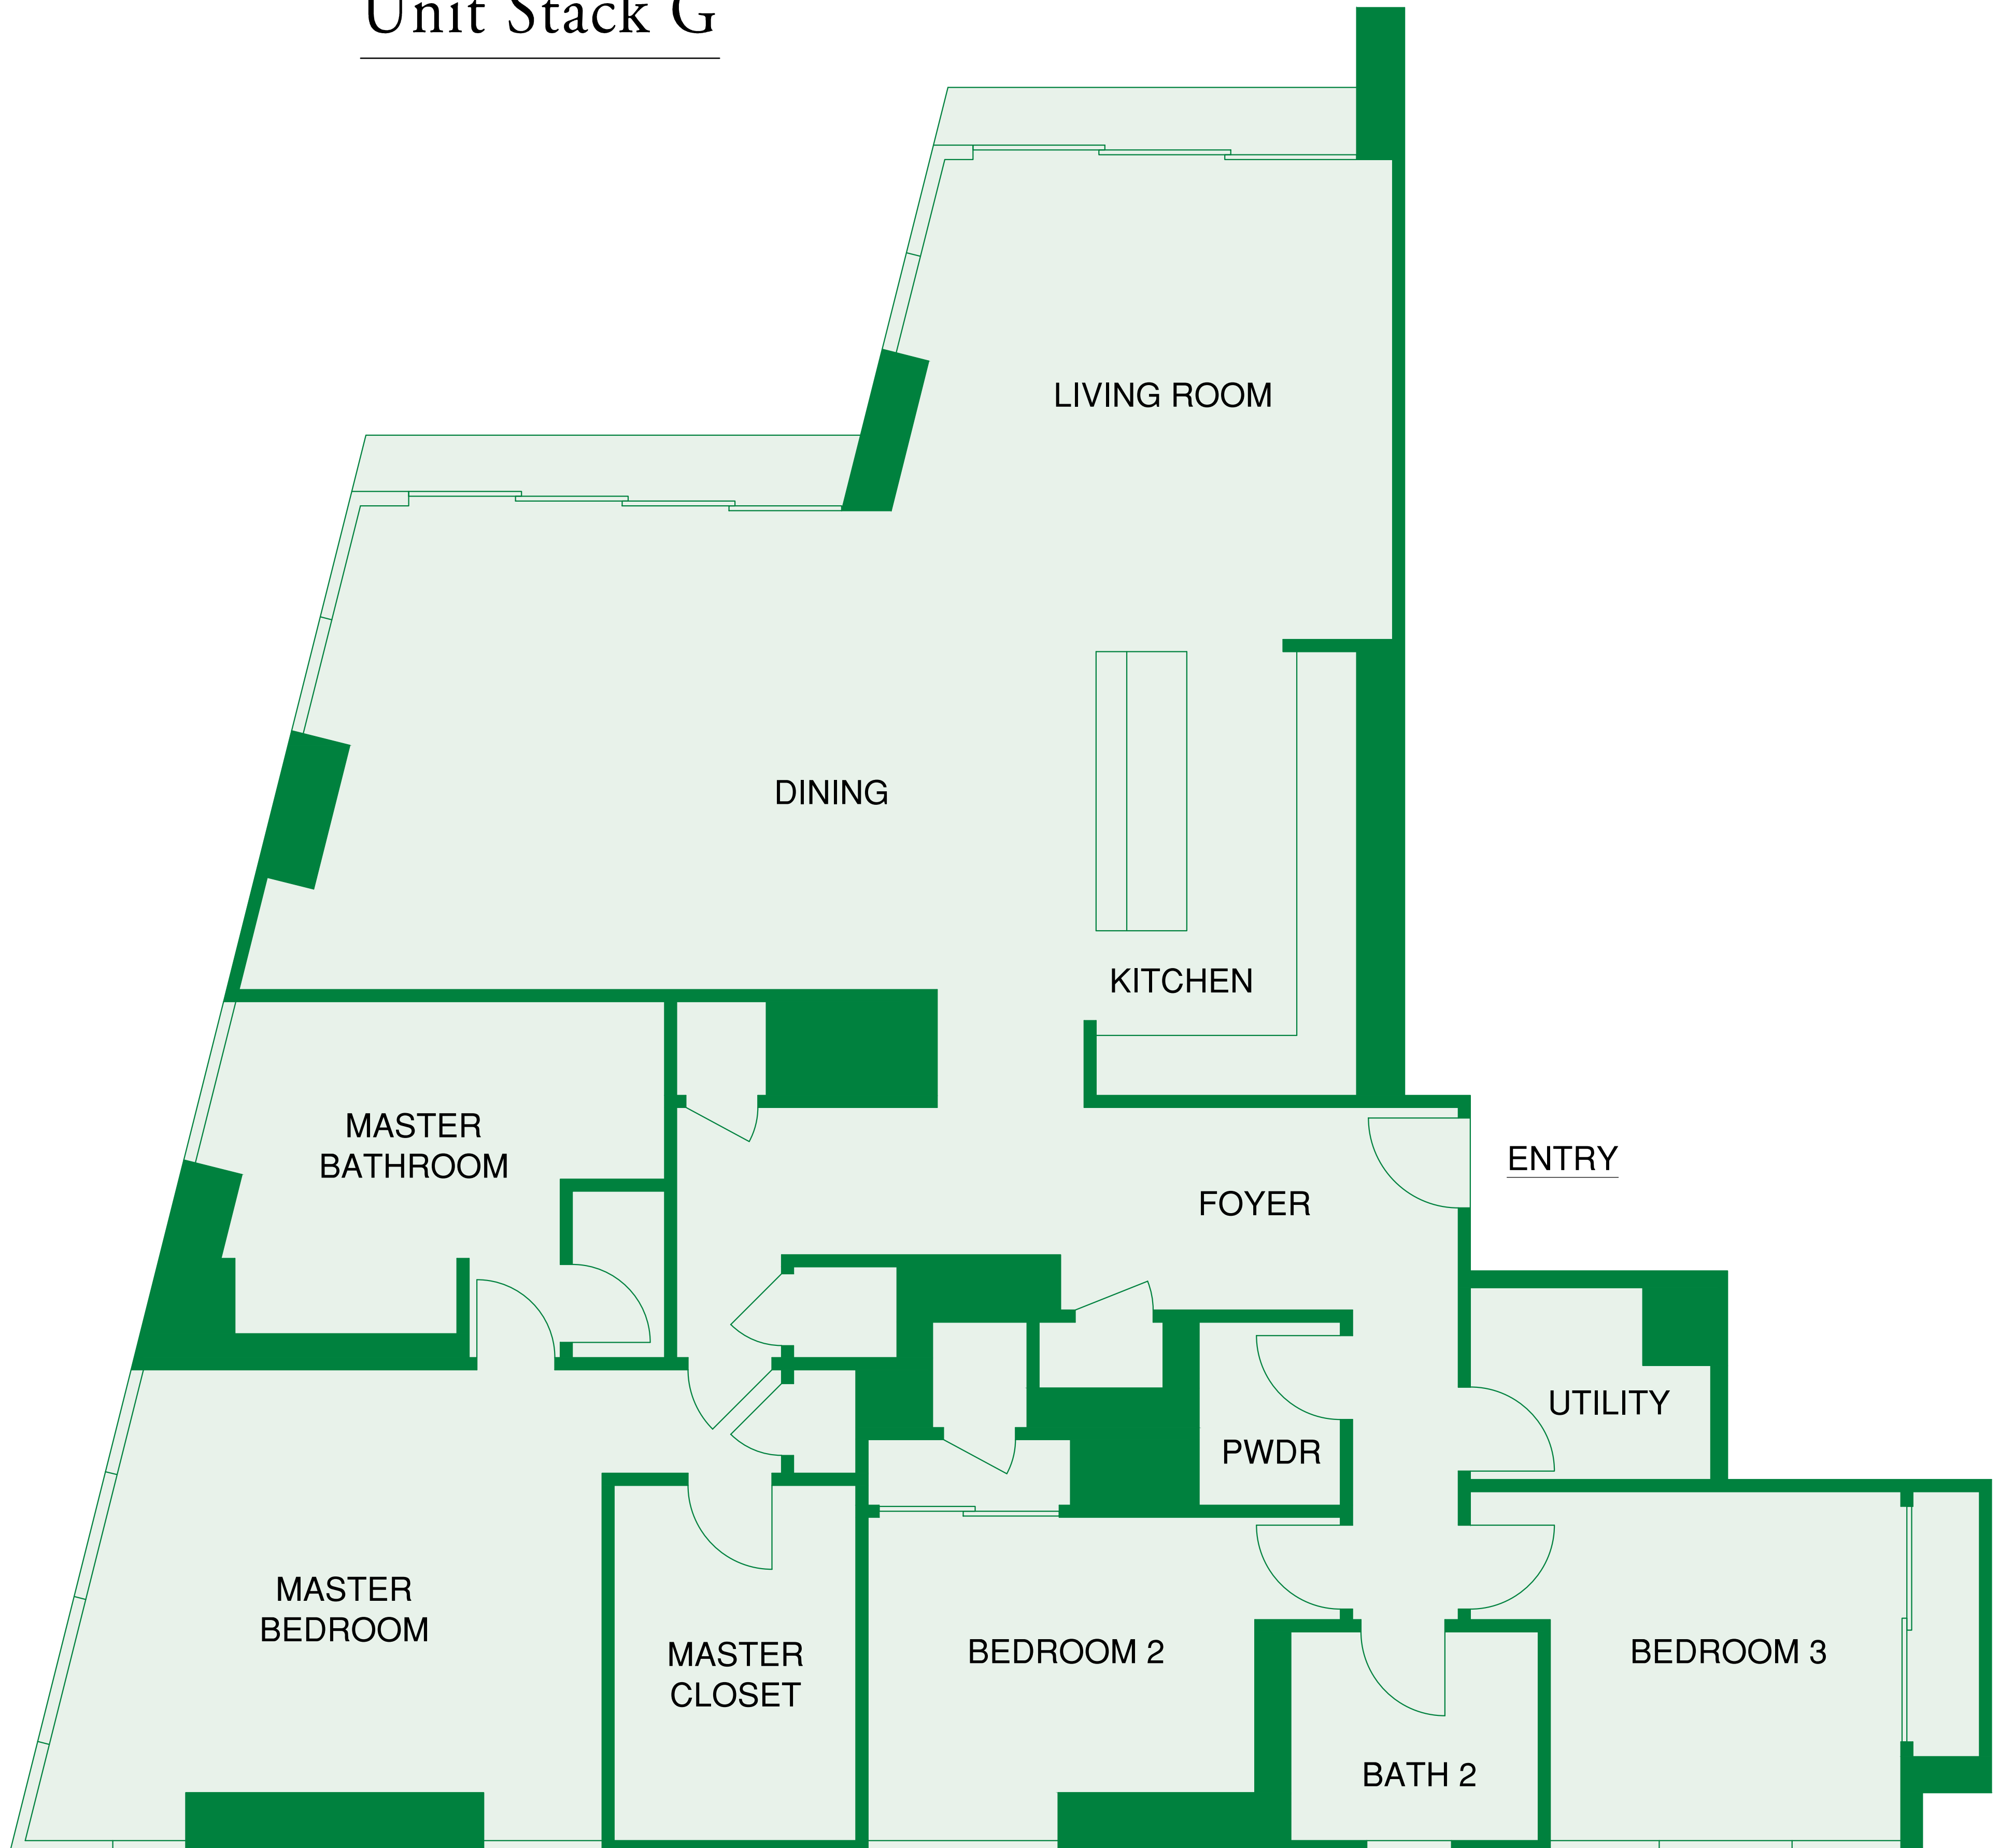 Unit Stack G
LIVING ROOM
DINING
KITCHEN
MASTER
BATHROOM
ENTRY
FOYER
UTILITY
PWDR
MASTER
BEDROOM
MASTER
CLOSET
BEDROOM 2
BEDROOM 3
BATH 2